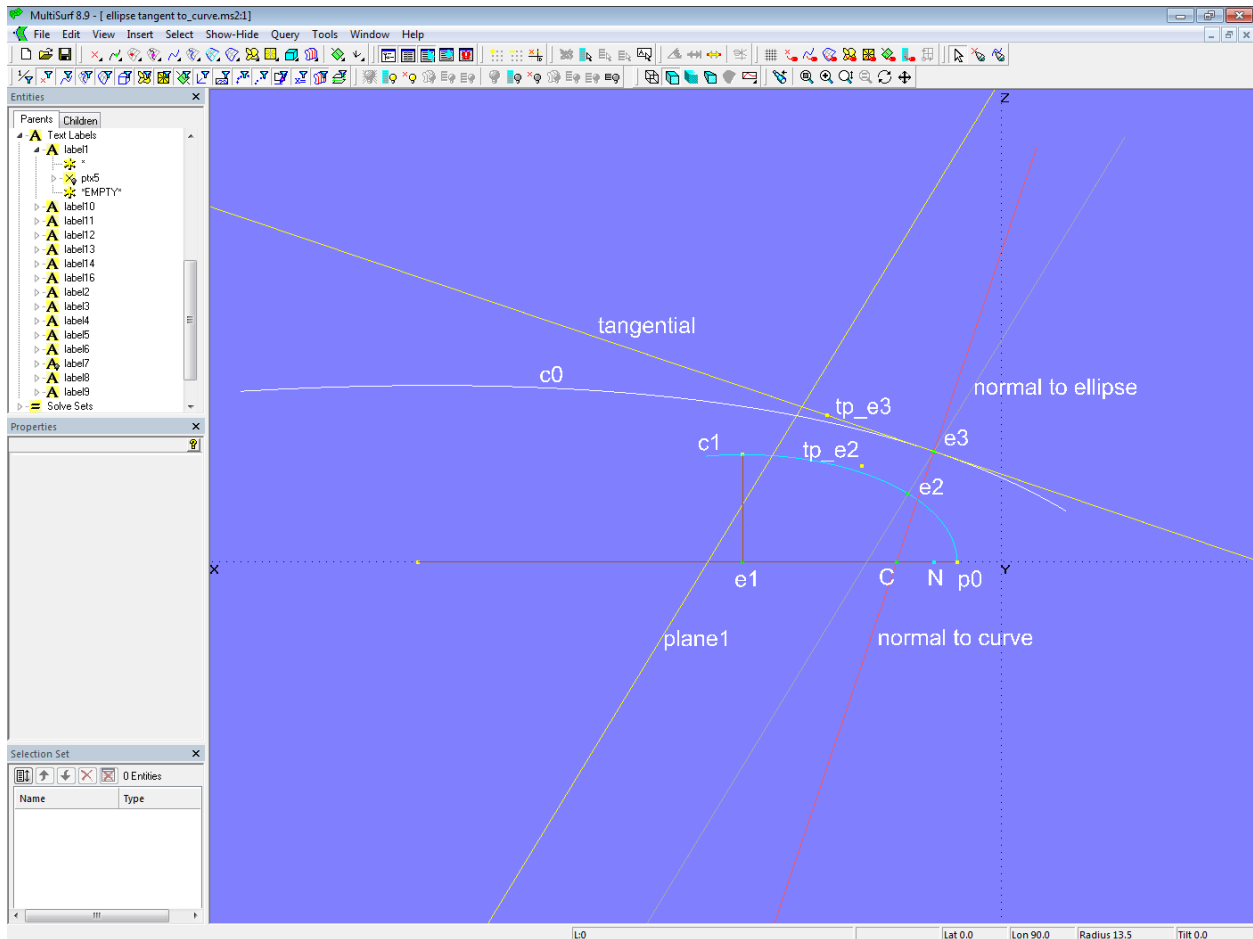 MultiSurf 8.9 - [ ellipse tangent to_curve.ms2:1]
File Edit View Insert Select Show-Hide Query Tools Window Help
Entities
Parents Children
Text Labels
label1
*
ptx5
*EMPTY*
label10
label11
label12
label13
label14
label16
label2
label3
label4
label5
label6
label7
label8
label9
Solve Sets
Properties
Selection Set
0 Entities
Name Type
Z
tangential
c0
normal to ellipse
tp_e3
e3
c1
tp_e2
e2
X
e1
C
N
p0
Y
plane1
normal to curve
L:0
Lat 0.0 Lon 90.0 Radius 13.5 Tilt 0.0